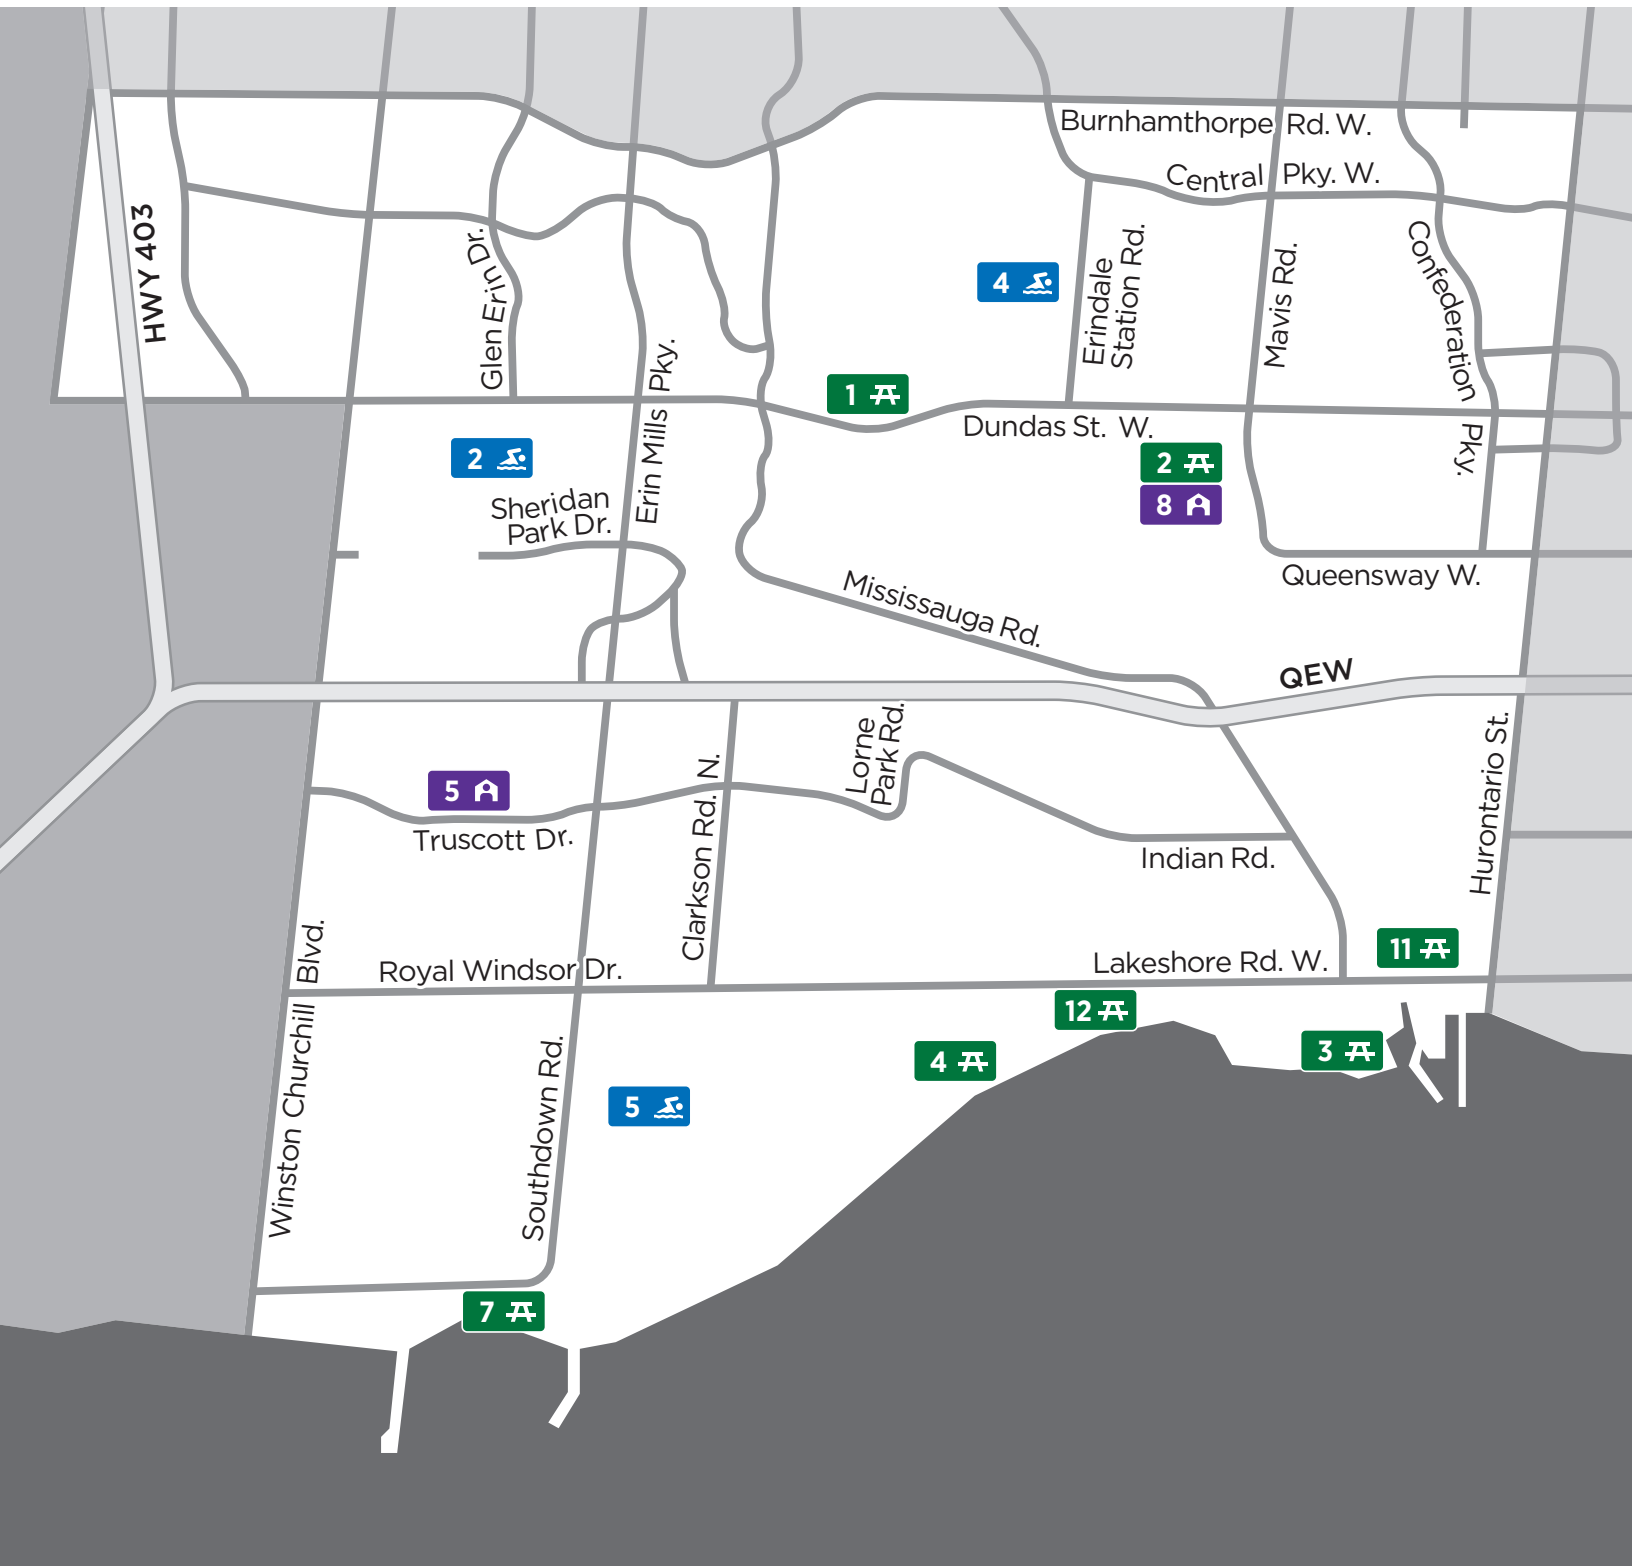 Burnhamthorpe Rd. W.
Central Pky. W.
HWY 403
Glen Erin Dr.
4
Erindale
Station Rd.
Mavis Rd.
Confederation Pky.
Erin Mills Pky.
1
Dundas St. W.
2
2
8
Sheridan
Park Dr.
Queensway W.
Mississauga Rd.
QEW
Lorne
Park Rd.
Hurontario St.
5
Truscott Dr.
Clarkson Rd. N.
Indian Rd.
Royal Windsor Dr.
Lakeshore Rd. W.
11
12
3
4
Winston Churchill Blvd.
Southdown Rd.
5
7